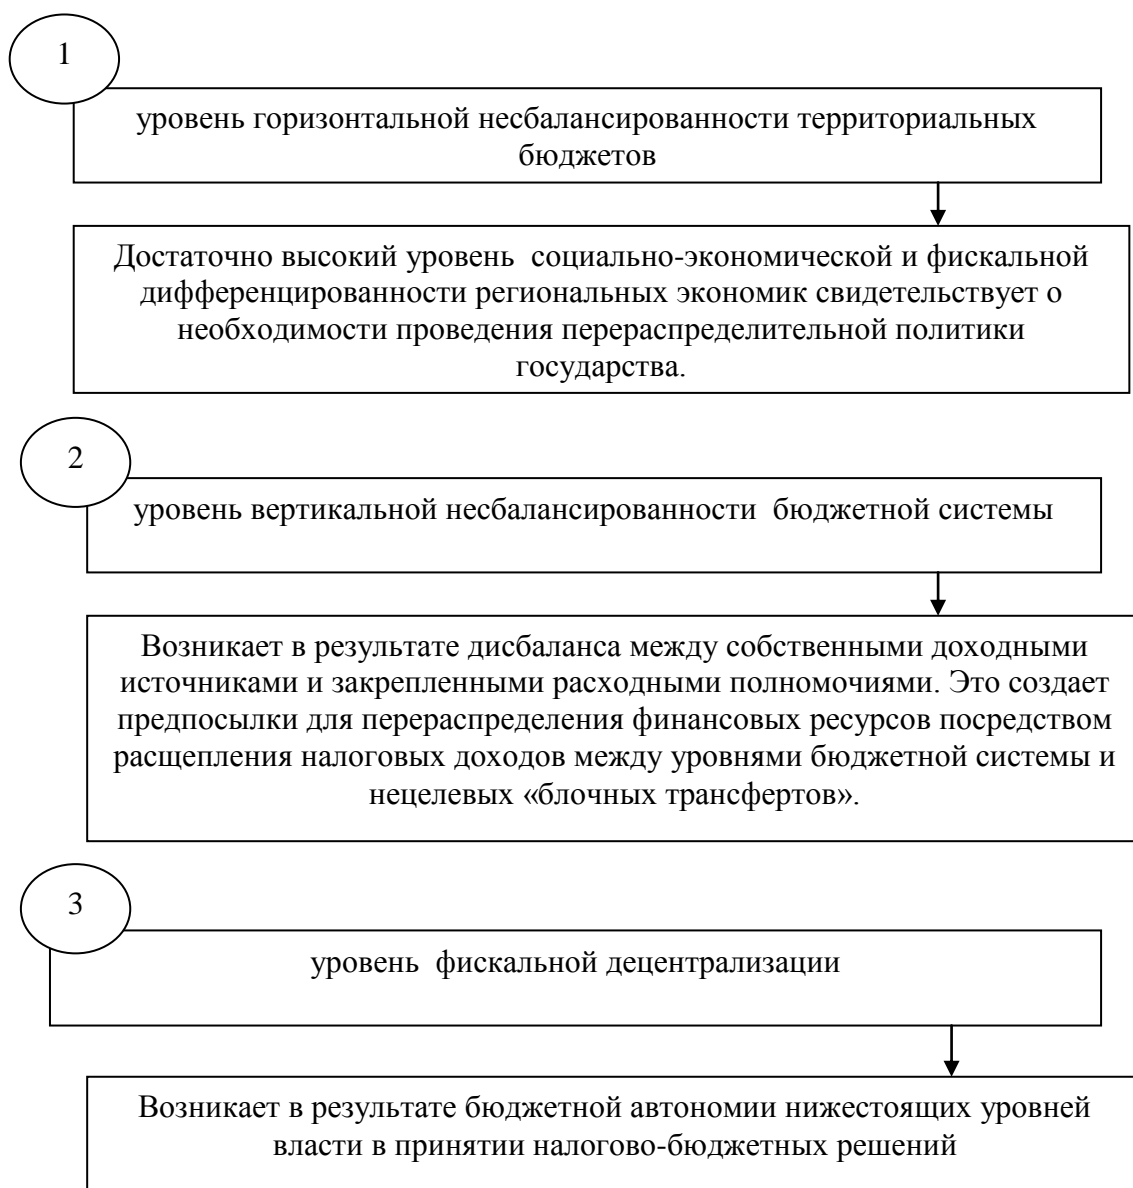 1
уровень горизонтальной несбалансированности территориальных
бюджетов
Достаточно высокий уровень социально-экономической и фискальной
дифференцированности региональных экономик свидетельствует о
необходимости проведения перераспределительной политики
государства.
2
уровень вертикальной несбалансированности бюджетной системы
Возникает в результате дисбаланса между собственными доходными
источниками и закрепленными расходными полномочиями. Это создает
предпосылки для перераспределения финансовых ресурсов посредством
расщепления налоговых доходов между уровнями бюджетной системы и
нецелевых «блочных трансфертов».
3
уровень фискальной децентрализации
Возникает в результате бюджетной автономии нижестоящих уровней
власти в принятии налогово-бюджетных решений